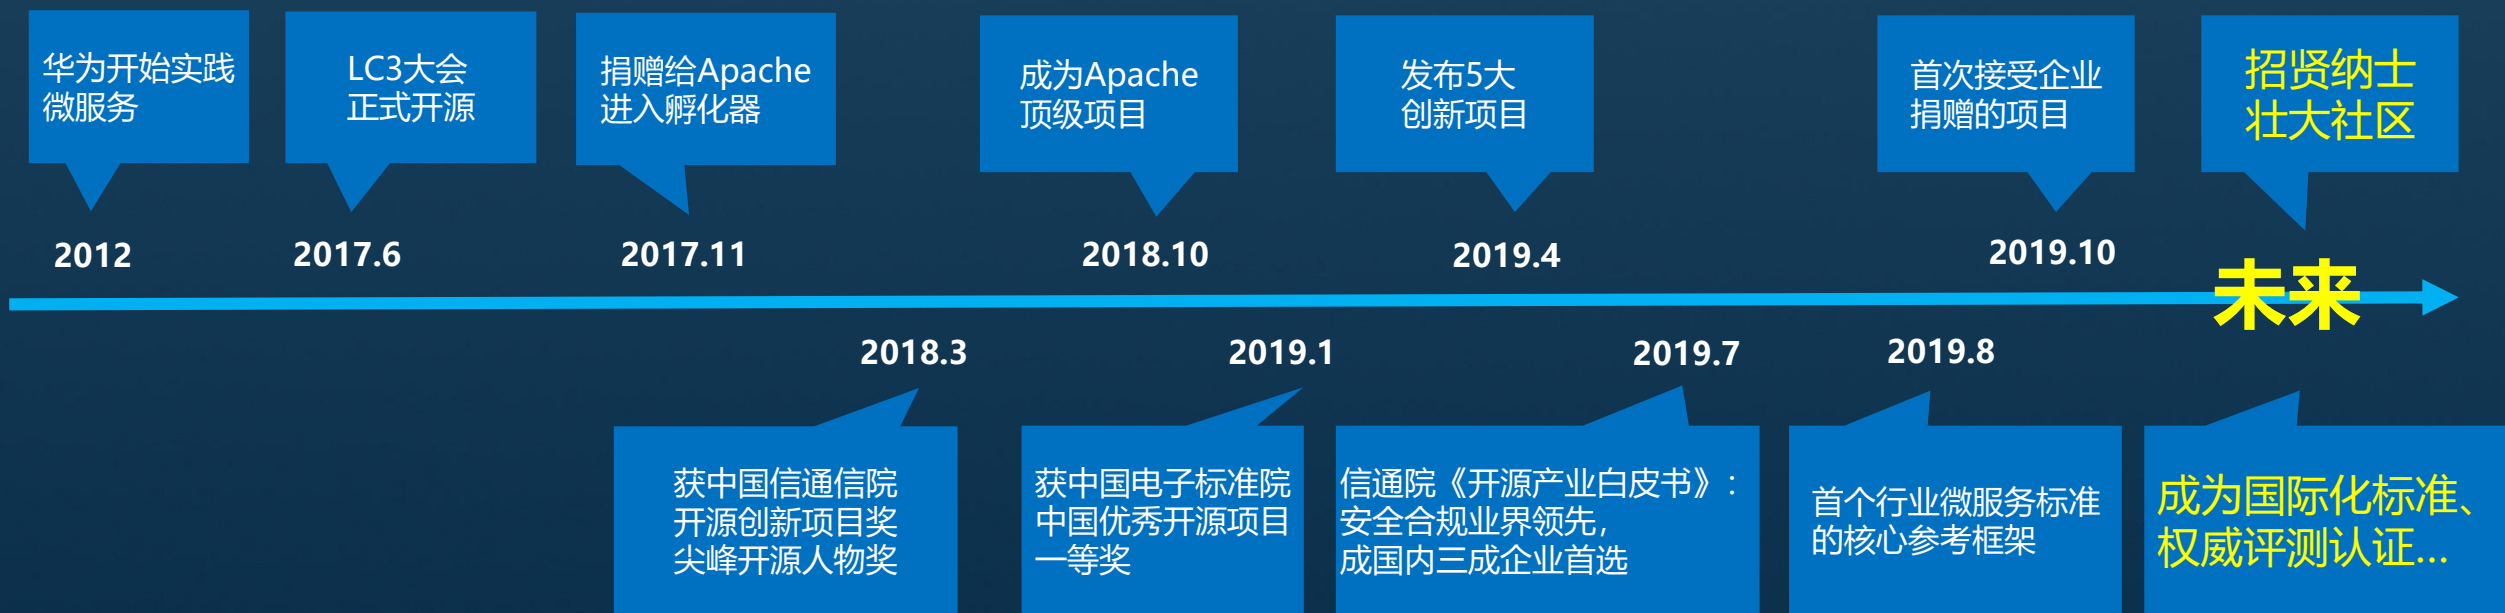 华为开始实践
微服务
LC3大会
正式开源
捐赠给Apache
进入孵化器
成为Apache
顶级项目
发布5大
创新项目
首次接受企业
捐赠的项目
招贤纳士
壮大社区
2012
2017.6
2017.11
2018.10
2019.4
2019.10
未来
2018.3
2019.1
2019.7
2019.8
获中国信通信院
开源创新项目奖
尖峰开源人物奖
获中国电子标准院
中国优秀开源项目
一等奖
信通院《开源产业白皮书》:
安全合规业界领先,
成国内三成企业首选
首个行业微服务标准
的核心参考框架
成为国际化标准、
权威评测认证...